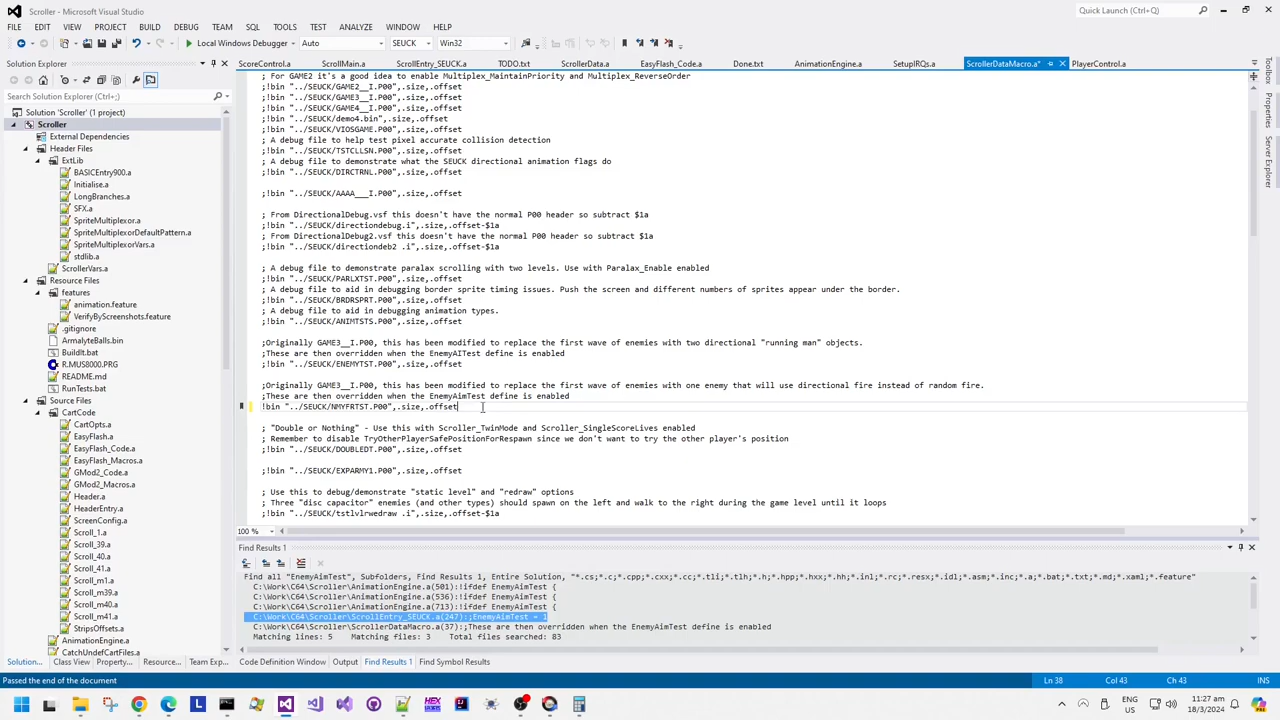 Scroller - Microsoft Visual Studio
Quick Launch (Ctrl+Q)
FILE EDIT VIEW PROJECT BUILD DEBUG TEAM SQL TOOLS TEST ANALYZE WINDOW HELP
Local Windows Debugger Auto SEUCK Win32
Solution Explorer
ScoreControl.a ScrollMain.a ScrollEntry_SEUCK.a TODO.txt ScrollerData.a EasyFlash_Code.a Done.txt AnimationEngine.a SetupIRQs.a ScrollerDataMacro.a* PlayerControl.a
Search Solution Explorer (Ctrl+;)
Solution 'Scroller' (1 project)
Scroller
External Dependencies
Header Files
ExtLib
BASICEntry900.a
Initialise.a
LongBranches.a
SFX.a
SpriteMultiplexor.a
SpriteMultiplexorDefaultPattern.a
SpriteMultiplexorVars.a
stdlib.a
ScrollerVars.a
Resource Files
features
animation.feature
VerifyByScreenshots.feature
.gitignore
ArmalyteBalls.bin
BuildIt.bat
R.MUS8000.PRG
README.md
RunTests.bat
CartCode
CartOpts.a
EasyFlash.a
EasyFlash_Code.a
EasyFlash_Macros.a
GMod2_Code.a
GMod2_Macros.a
Header.a
HeaderEntry.a
ScreenConfig.a
Scroll_1.a
Scroll_39.a
Scroll_40.a
Scroll_41.a
Scroll_m1.a
Scroll_m39.a
Scroll_m40.a
Scroll_m41.a
StripsOffsets.a
AnimationEngine.a
CatchUndefCartFiles.a
; For GAME2 it's a good idea to enable Multiplex_MaintainPriority and Multiplex_ReverseOrder
;!bin "../SEUCK/GAME2__I.P00",.size,.offset
;!bin "../SEUCK/GAME3__I.P00",.size,.offset
;!bin "../SEUCK/GAME4__I.P00",.size,.offset
;!bin "../SEUCK/demo4.bin",.size,.offset
;!bin "../SEUCK/VIOSGAME.P00",.size,.offset
; A debug file to help test pixel accurate collision detection
;!bin "../SEUCK/TSTCLLSN.P00",.size,.offset
; A debug file to demonstrate what the SEUCK directional animation flags do
;!bin "../SEUCK/DIRCTRNL.P00",.size,.offset
;!bin "../SEUCK/AAAA___I.P00",.size,.offset
; From DirectionalDebug.vsf this doesn't have the normal P00 header so subtract $1a
;!bin "../SEUCK/directiondebug.i",.size,.offset-$1a
; From DirectionalDebug2.vsf this doesn't have the normal P00 header so subtract $1a
;!bin "../SEUCK/directiondeb2 .i",.size,.offset-$1a
; A debug file to demonstrate paralax scrolling with two levels. Use with Paralax_Enable enabled
;!bin "../SEUCK/PARLXTST.P00",.size,.offset
; A debug file to aid in debugging border sprite timing issues. Push the screen and different numbers of sprites appear under the border.
;!bin "../SEUCK/BRDRSPRT.P00",.size,.offset
; A debug file to aid in debugging animation types.
;!bin "../SEUCK/ANIMTSTS.P00",.size,.offset
;Originally GAME3__I.P00, this has been modified to replace the first wave of enemies with two directional "running man" objects.
;These are then overridden when the EnemyAITest define is enabled
;!bin "../SEUCK/ENEMYTST.P00",.size,.offset
;Originally GAME3__I.P00, this has been modified to replace the first wave of enemies with one enemy that will use directional fire instead of random fire.
;These are then overridden when the EnemyAimTest define is enabled
!bin "../SEUCK/NMYFRTST.P00",.size,.offset
; "Double or Nothing" - Use this with Scroller_TwinMode and Scroller_SingleScoreLives enabled
; Remember to disable TryOtherPlayerSafePositionForRespawn since we don't want to try the other player's position
;!bin "../SEUCK/DOUBLEDT.P00",.size,.offset
;!bin "../SEUCK/EXPARMY1.P00",.size,.offset
; Use this to debug/demonstrate "static level" and "redraw" options
; Three "disc capacitor" enemies (and other types) should spawn on the left and walk to the right during the game level until it loops
;!bin "../SEUCK/tstlvlrwedraw .i",.size,.offset-$1a
100 %
Toolbox
Properties
Server Explorer
Find Results 1
Find all "EnemyAimTest", Subfolders, Find Results 1, Entire Solution, "*.cs;*.c;*.cpp;*.cxx;*.cc;*.tli;*.tlh;*.h;*.hpp;*.hxx;*.hh;*.inl;*.rc;*.resx;*.idl;*.asm;*.inc;*.a;*.bat;*.txt;*.md;*.xaml;*.feature"
C:\Work\C64\Scroller\AnimationEngine.a(501):!ifdef EnemyAimTest {
C:\Work\C64\Scroller\AnimationEngine.a(536):!ifdef EnemyAimTest {
C:\Work\C64\Scroller\AnimationEngine.a(713):!ifdef EnemyAimTest {
C:\Work\C64\Scroller\ScrollEntry_SEUCK.a(247):;EnemyAimTest = 1
C:\Work\C64\Scroller\ScrollerDataMacro.a(37):;These are then overridden when the EnemyAimTest define is enabled
Matching lines: 5 Matching files: 3 Total files searched: 83
Solution... Class View Property... Resource... Team Exp... Code Definition Window Output Find Results 1 Find Symbol Results
Passed the end of the document Ln 38 Col 43 Ch 43 INS
ENG
US
11:27 am
18/3/2024